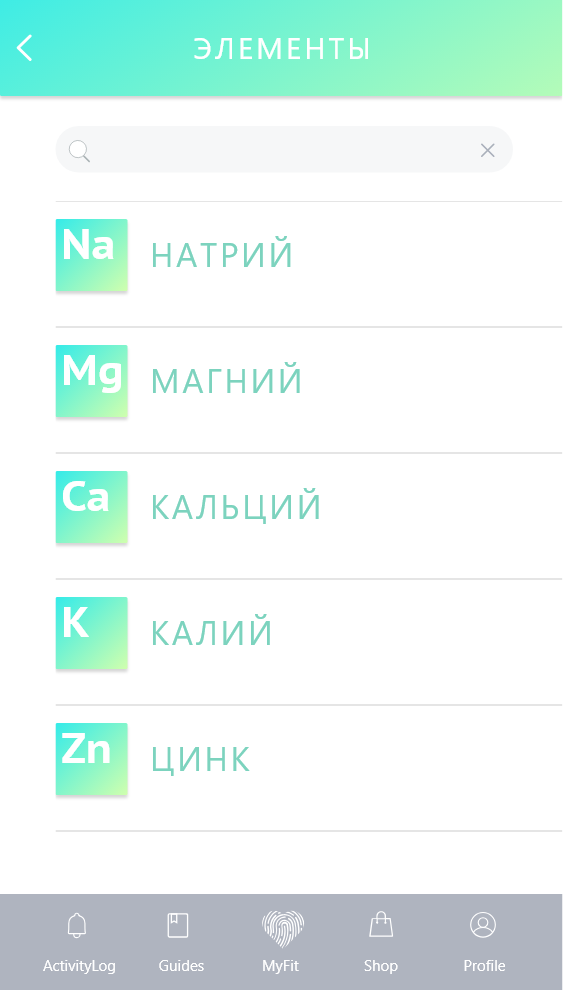 ЭЛЕМЕНТЫ
Na
НАТРИЙ
Mg
МАГНИЙ
Ca
КАЛЬЦИЙ
K
КАЛИЙ
Zn
ЦИНК
ActivityLog Guides MyFit Shop Profile